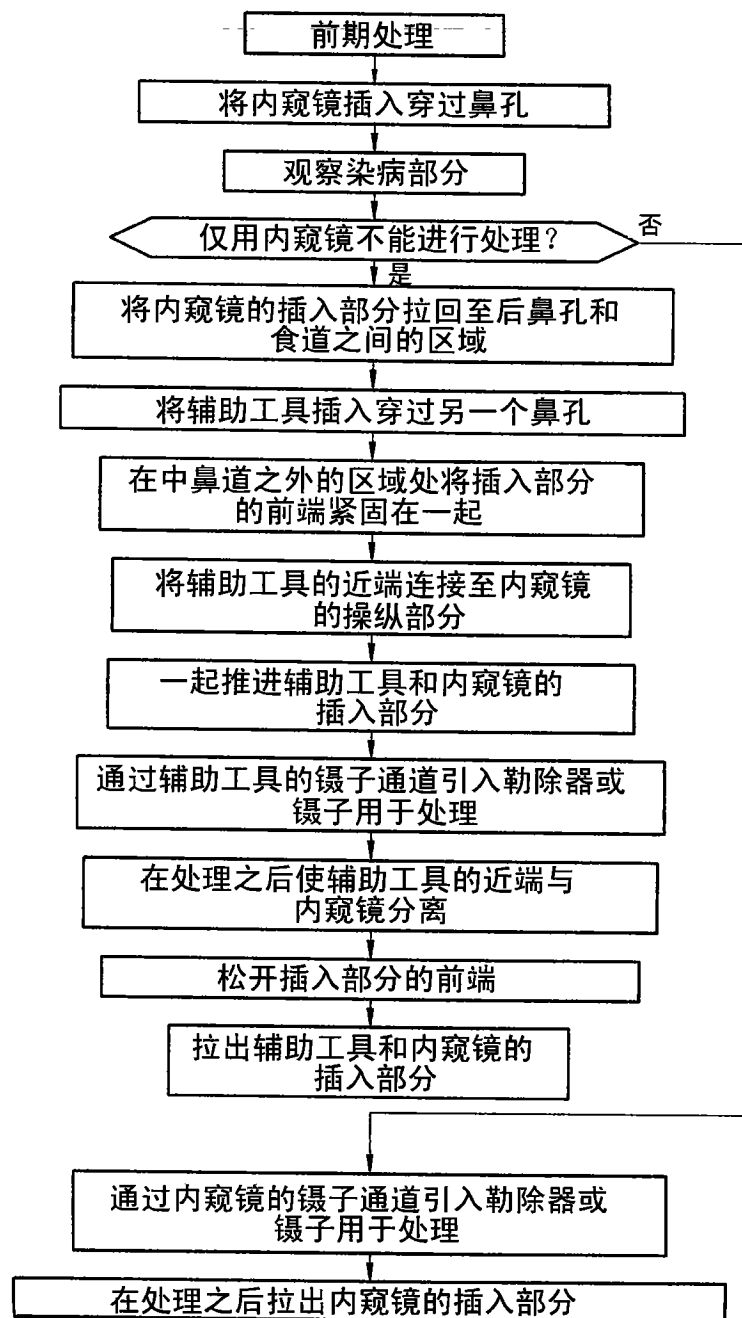 前期处理
将内窥镜插入穿过鼻孔
观察染病部分
仅用内窥镜不能进行处理?
否
是
将内窥镜的插入部分拉回至后鼻孔和
食道之间的区域
将辅助工具插入穿过另一个鼻孔
在中鼻道之外的区域处将插入部分
的前端紧固在一起
将辅助工具的近端连接至内窥镜
的操纵部分
一起推进辅助工具和内窥镜的
插入部分
通过辅助工具的镊子通道引入勒除器或
镊子用于处理
在处理之后使辅助工具的近端与
内窥镜分离
松开插入部分的前端
拉出辅助工具和内窥镜的
插入部分
通过内窥镜的镊子通道引入勒除器或
镊子用于处理
在处理之后拉出内窥镜的插入部分